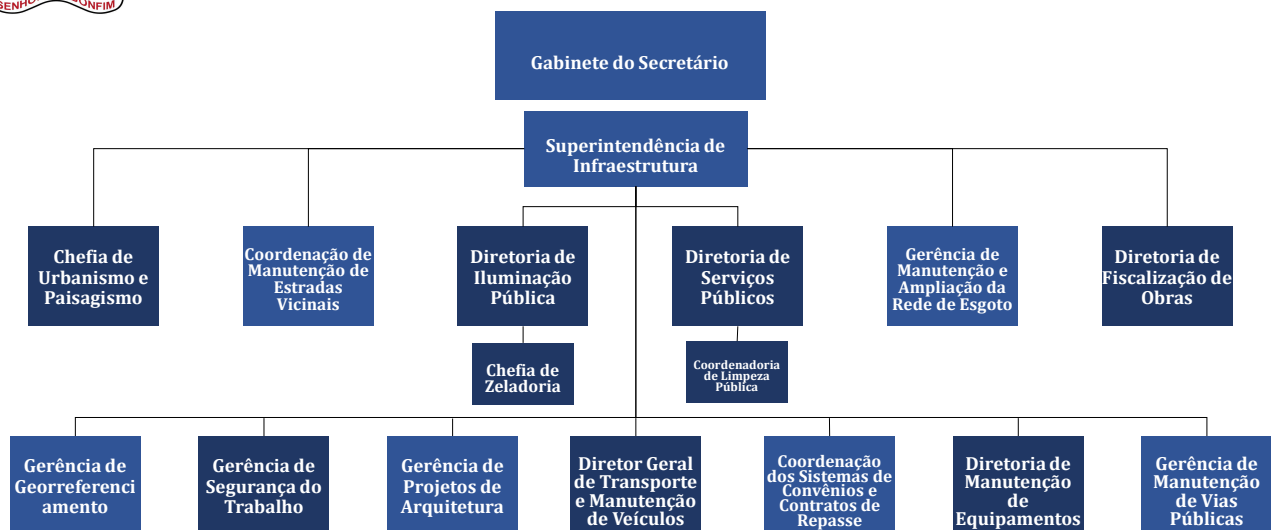 SENHOR DO BONFIM
Gabinete do Secretário
Superintendência de
Infraestrutura
Chefia de
Urbanismo e
Paisagismo
Coordenação de
Manutenção de
Estradas
Vicinais
Diretoria de
Iluminação
Pública
Diretoria de
Serviços
Públicos
Gerência de
Manutenção e
Ampliação da
Rede de Esgoto
Diretoria de
Fiscalização de
Obras
Chefia de
Zeladoria
Coordenadoria
de Limpeza
Pública
Gerência de
Georreferenci
amento
Gerência de
Segurança do
Trabalho
Gerência de
Projetos de
Arquitetura
Diretor Geral
de Transporte
e Manutenção
de Veículos
Coordenação
dos Sistemas de
Convênios e
Contratos de
Repasse
Diretoria de
Manutenção
de
Equipamentos
Gerência de
Manutenção
de Vias
Públicas